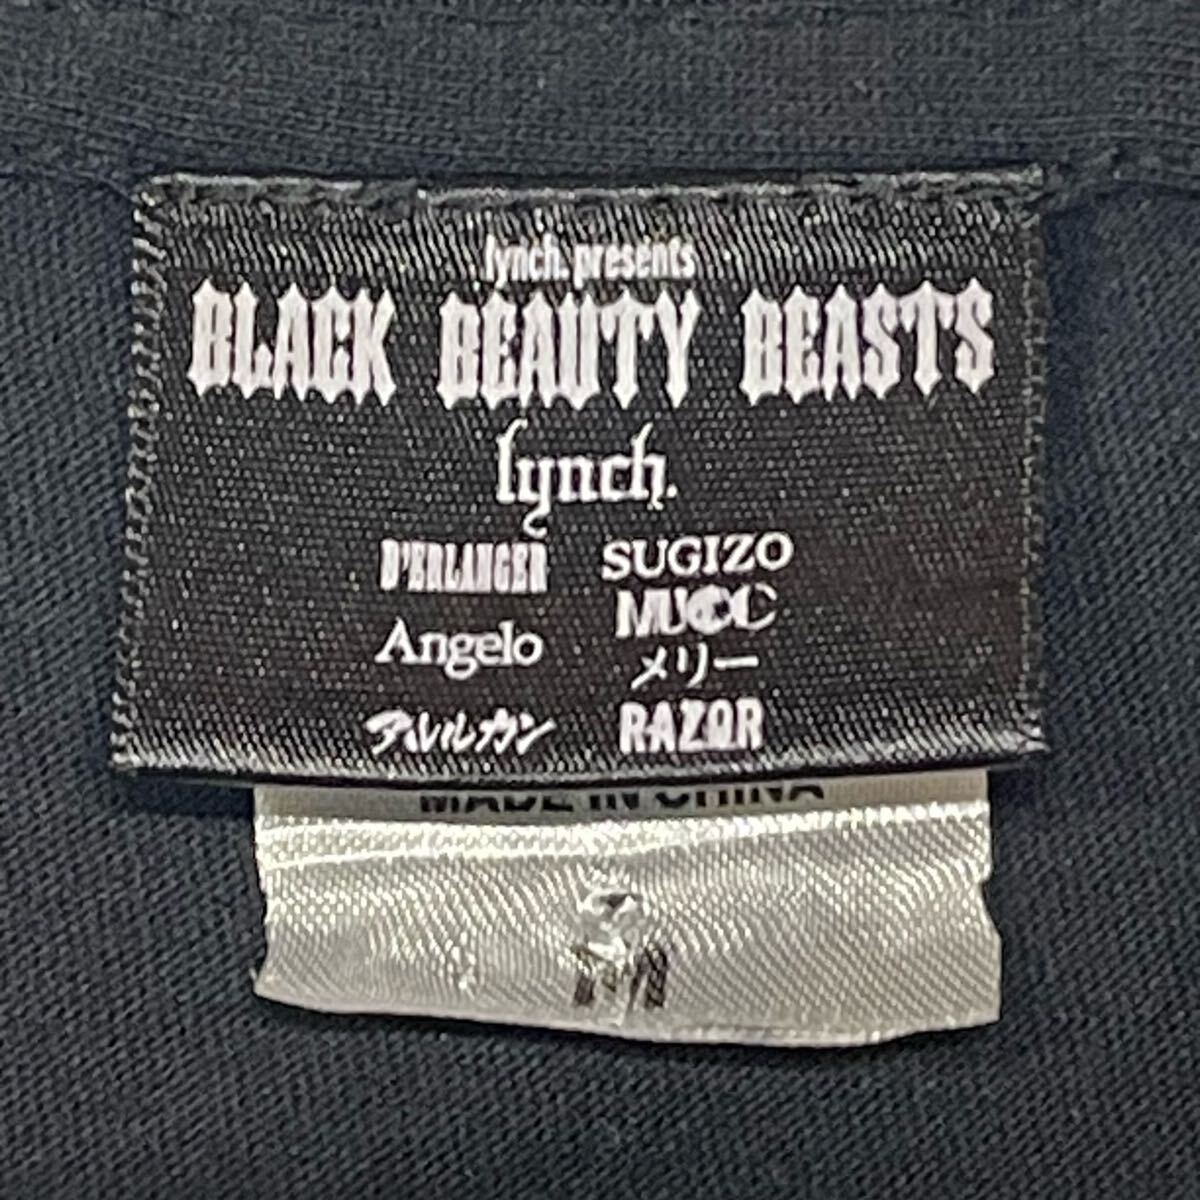 lynch. presents
BLACK BEAUTY BEASTS
lynch.
D'ERLANGER
SUGIZO
MUCC
Angelo
メリー
アルルカン
RAZOR
MADE IN CHINA